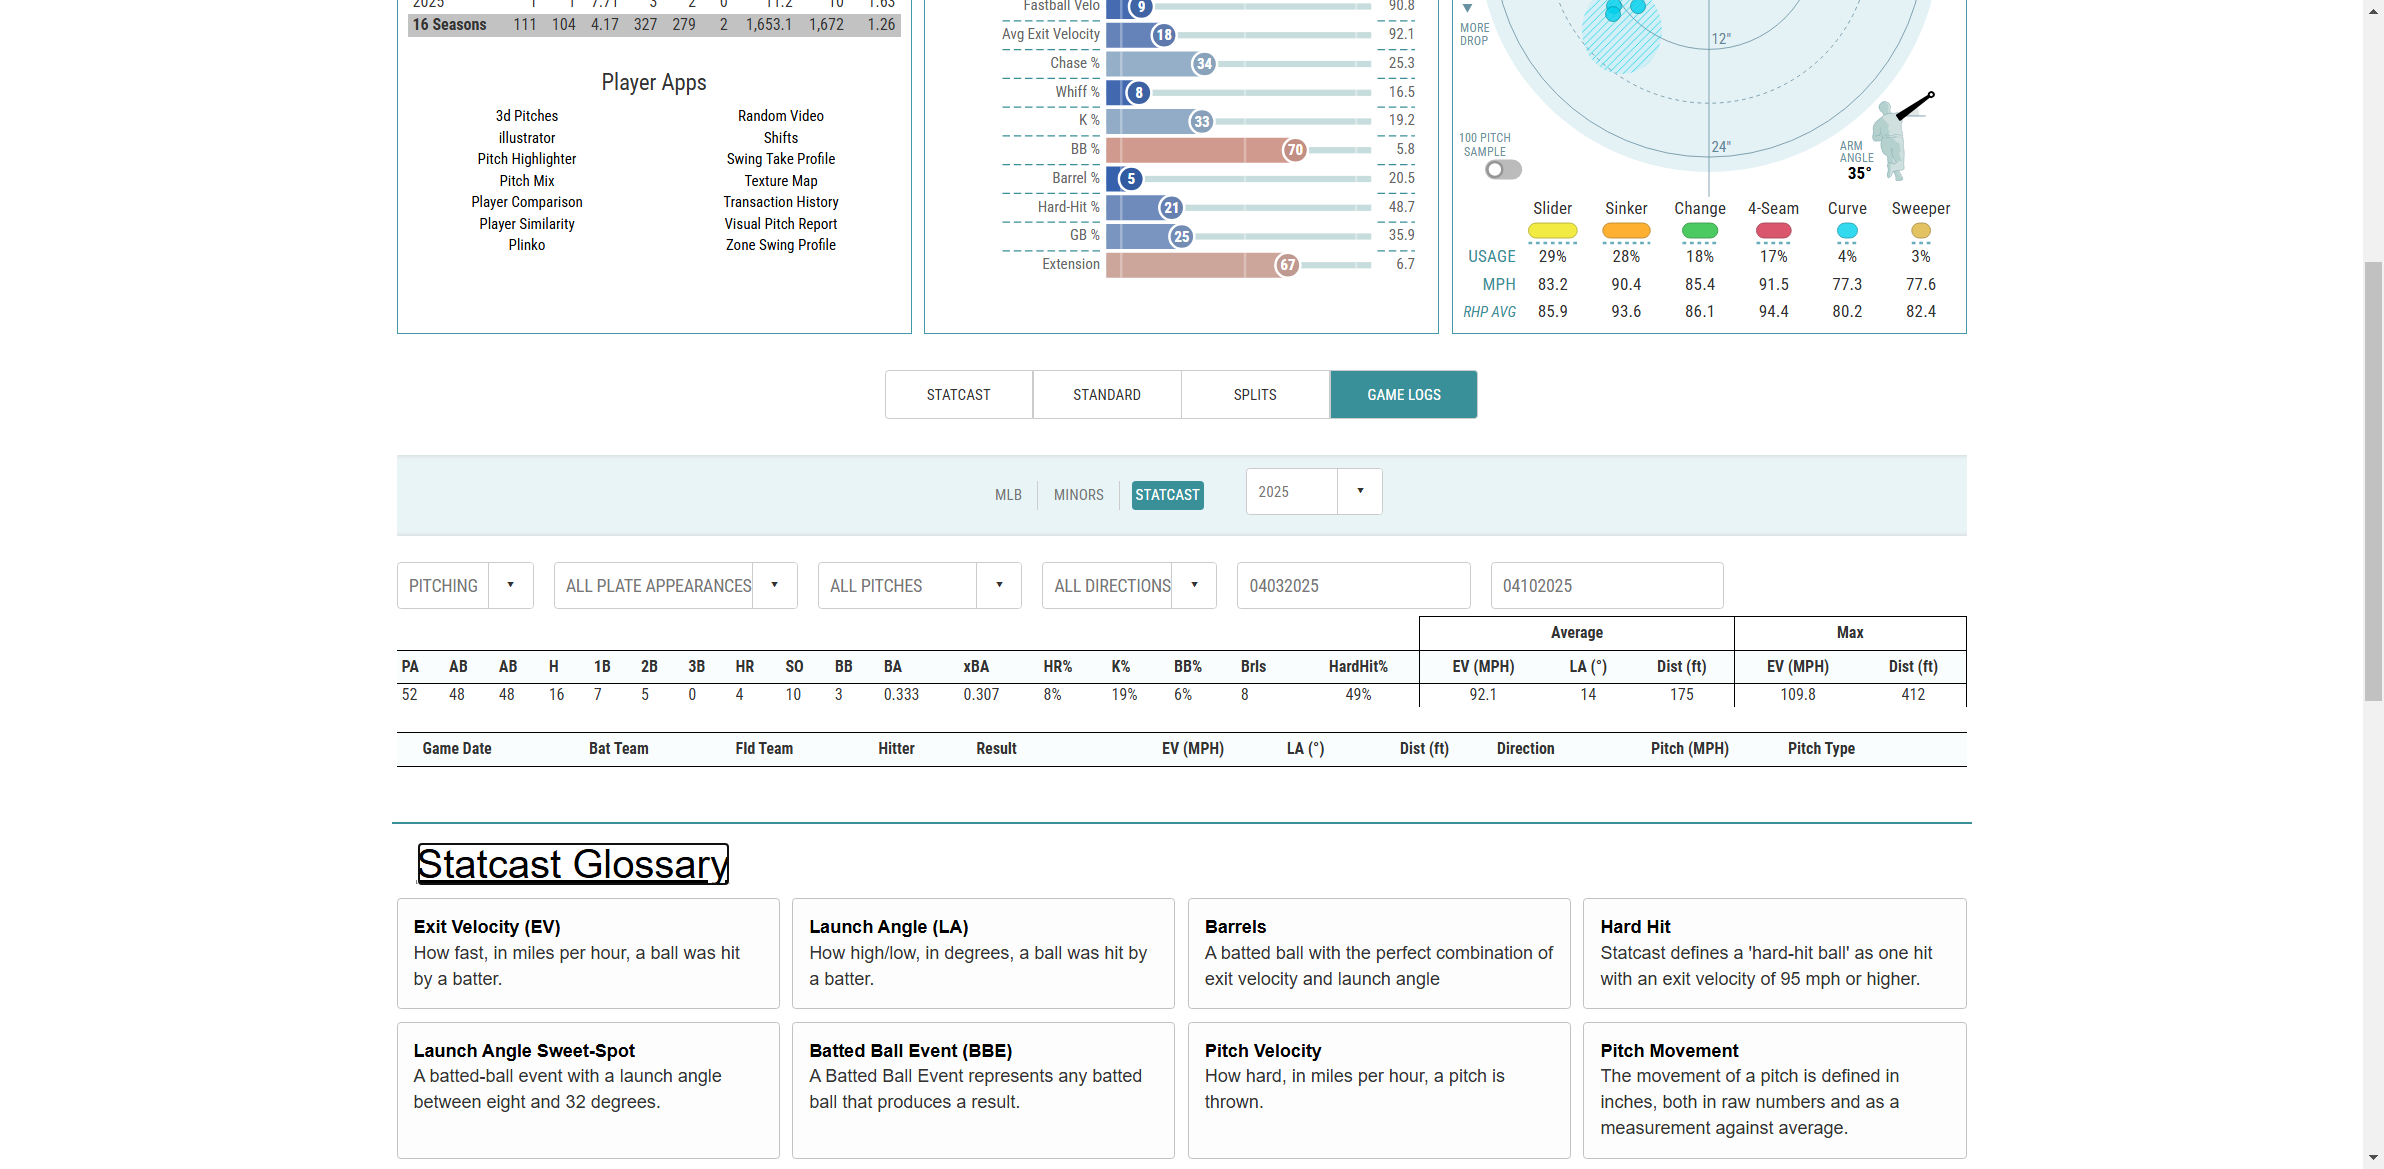 2025 1 1 7.71 3 2 0 11.2 10 1.63
16 Seasons 111 104 4.17 327 279 2 1,653.1 1,672 1.26
Player Apps
3d Pitches Random Video
illustrator Shifts
Pitch Highlighter Swing Take Profile
Pitch Mix Texture Map
Player Comparison Transaction History
Player Similarity Visual Pitch Report
Plinko Zone Swing Profile
Fastball Velo 9 90.8
Avg Exit Velocity 18 92.1
Chase % 34 25.3
Whiff % 8 16.5
K % 33 19.2
BB % 70 5.8
Barrel % 5 20.5
Hard-Hit % 21 48.7
GB % 25 35.9
Extension 67 6.7
MORE
DROP
12"
24"
100 PITCH
SAMPLE
ARM
ANGLE
35°
Slider Sinker Change 4-Seam Curve Sweeper
USAGE 29% 28% 18% 17% 4% 3%
MPH 83.2 90.4 85.4 91.5 77.3 77.6
RHP AVG 85.9 93.6 86.1 94.4 80.2 82.4
STATCAST STANDARD SPLITS GAME LOGS
MLB MINORS STATCAST 2025
PITCHING ALL PLATE APPEARANCES ALL PITCHES ALL DIRECTIONS 04032025 04102025
Average Max
PA AB AB H 1B 2B 3B HR SO BB BA xBA HR% K% BB% Brls HardHit% EV (MPH) LA (°) Dist (ft) EV (MPH) Dist (ft)
52 48 48 16 7 5 0 4 10 3 0.333 0.307 8% 19% 6% 8 49% 92.1 14 175 109.8 412
Game Date Bat Team Fld Team Hitter Result EV (MPH) LA (°) Dist (ft) Direction Pitch (MPH) Pitch Type
Statcast Glossary
Exit Velocity (EV)
How fast, in miles per hour, a ball was hit
by a batter.
Launch Angle (LA)
How high/low, in degrees, a ball was hit by
a batter.
Barrels
A batted ball with the perfect combination of
exit velocity and launch angle
Hard Hit
Statcast defines a 'hard-hit ball' as one hit
with an exit velocity of 95 mph or higher.
Launch Angle Sweet-Spot
A batted-ball event with a launch angle
between eight and 32 degrees.
Batted Ball Event (BBE)
A Batted Ball Event represents any batted
ball that produces a result.
Pitch Velocity
How hard, in miles per hour, a pitch is
thrown.
Pitch Movement
The movement of a pitch is defined in
inches, both in raw numbers and as a
measurement against average.